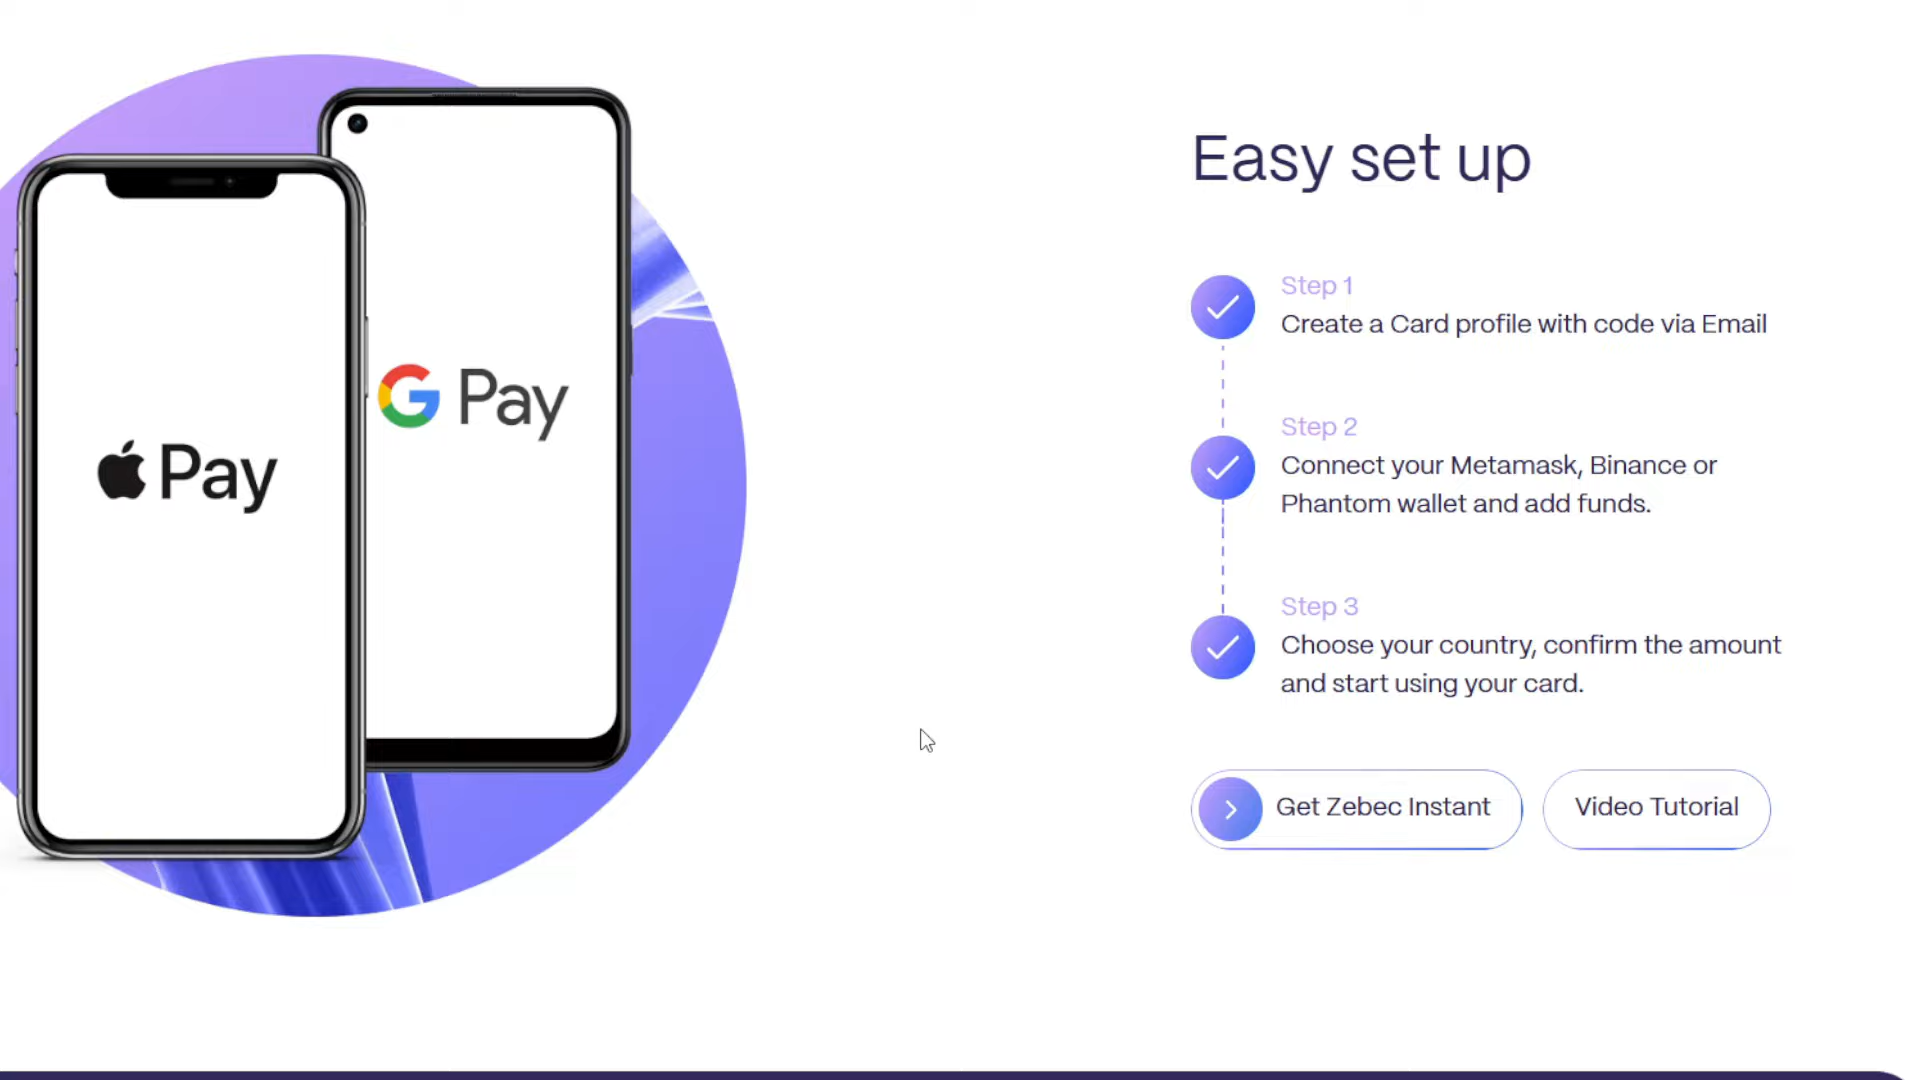 Pay
G Pay
Easy set up
Step 1
Create a Card profile with code via Email
Step 2
Connect your Metamask, Binance or
Phantom wallet and add funds.
Step 3
Choose your country, confirm the amount
and start using your card.
Get Zebec Instant
Video Tutorial